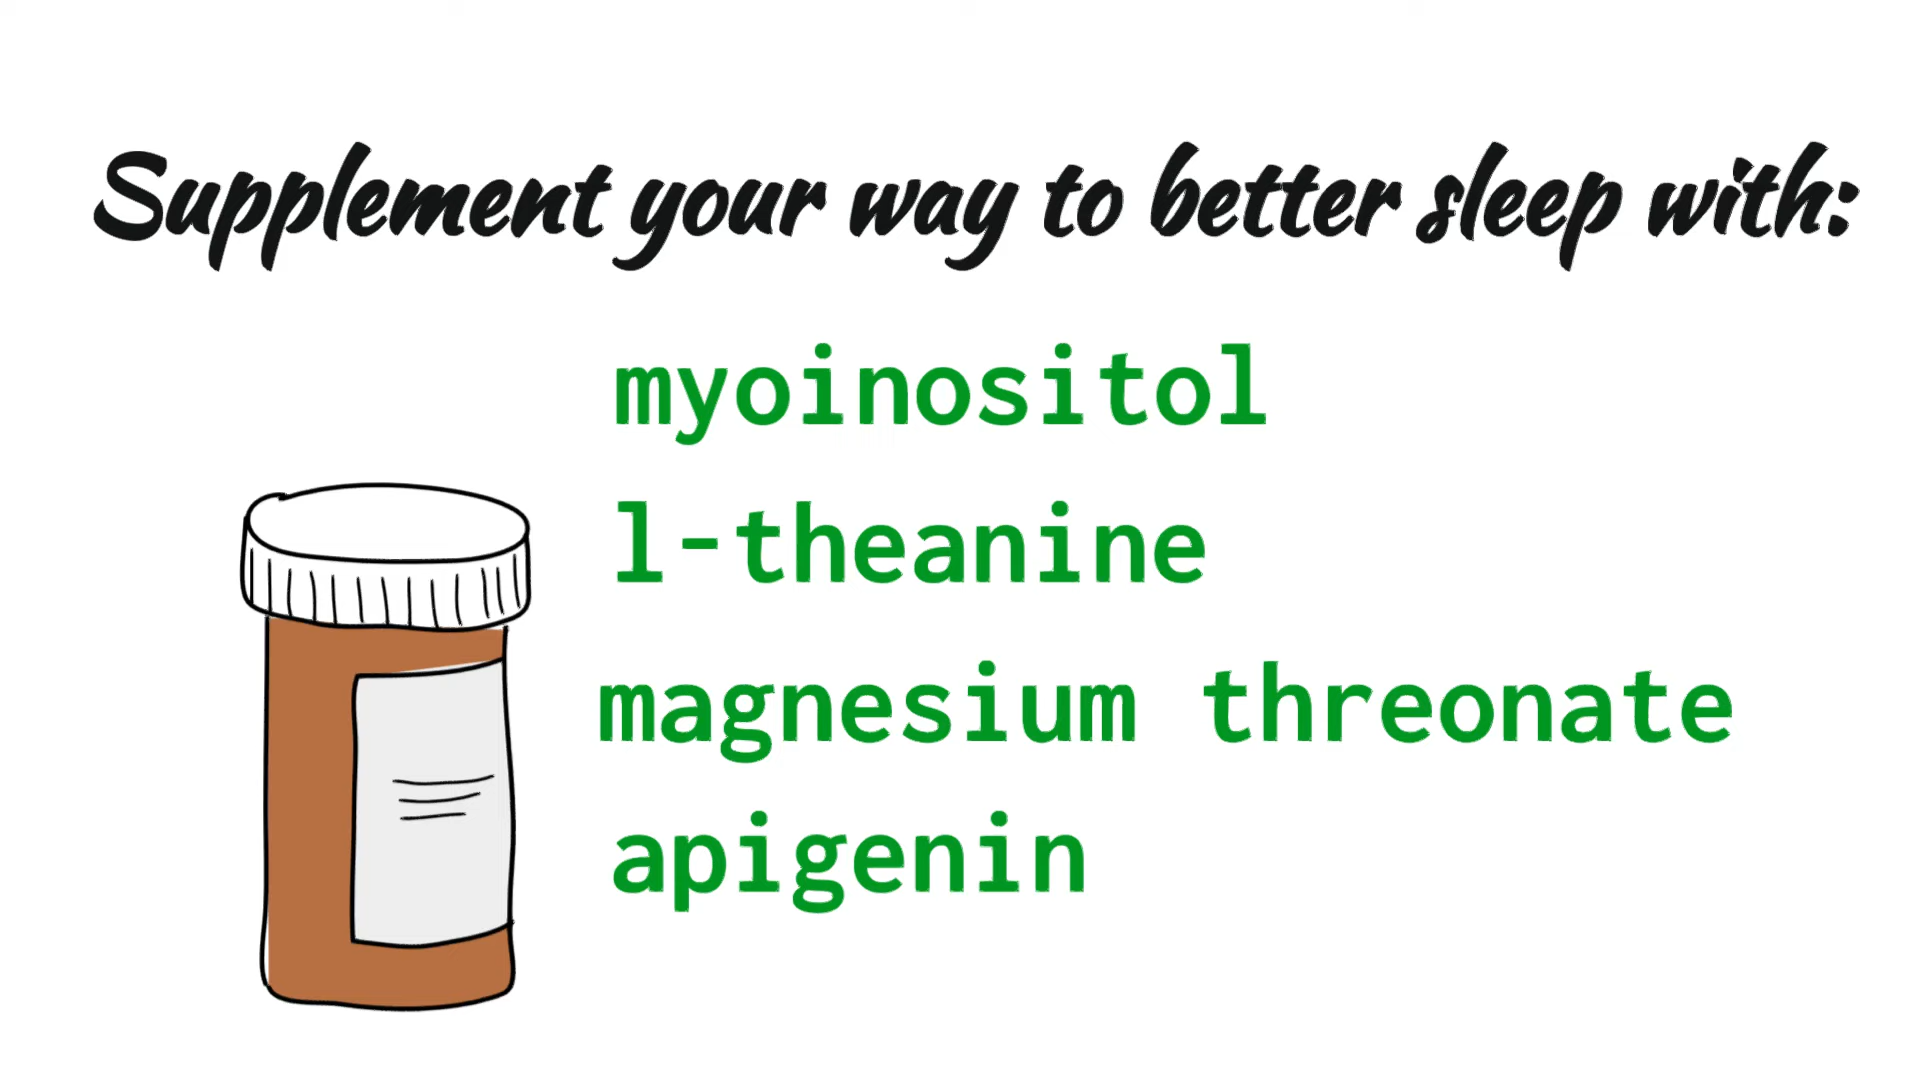 Supplement your way to better sleep with:
myoinositol
l-theanine
magnesium threonate
apigenin